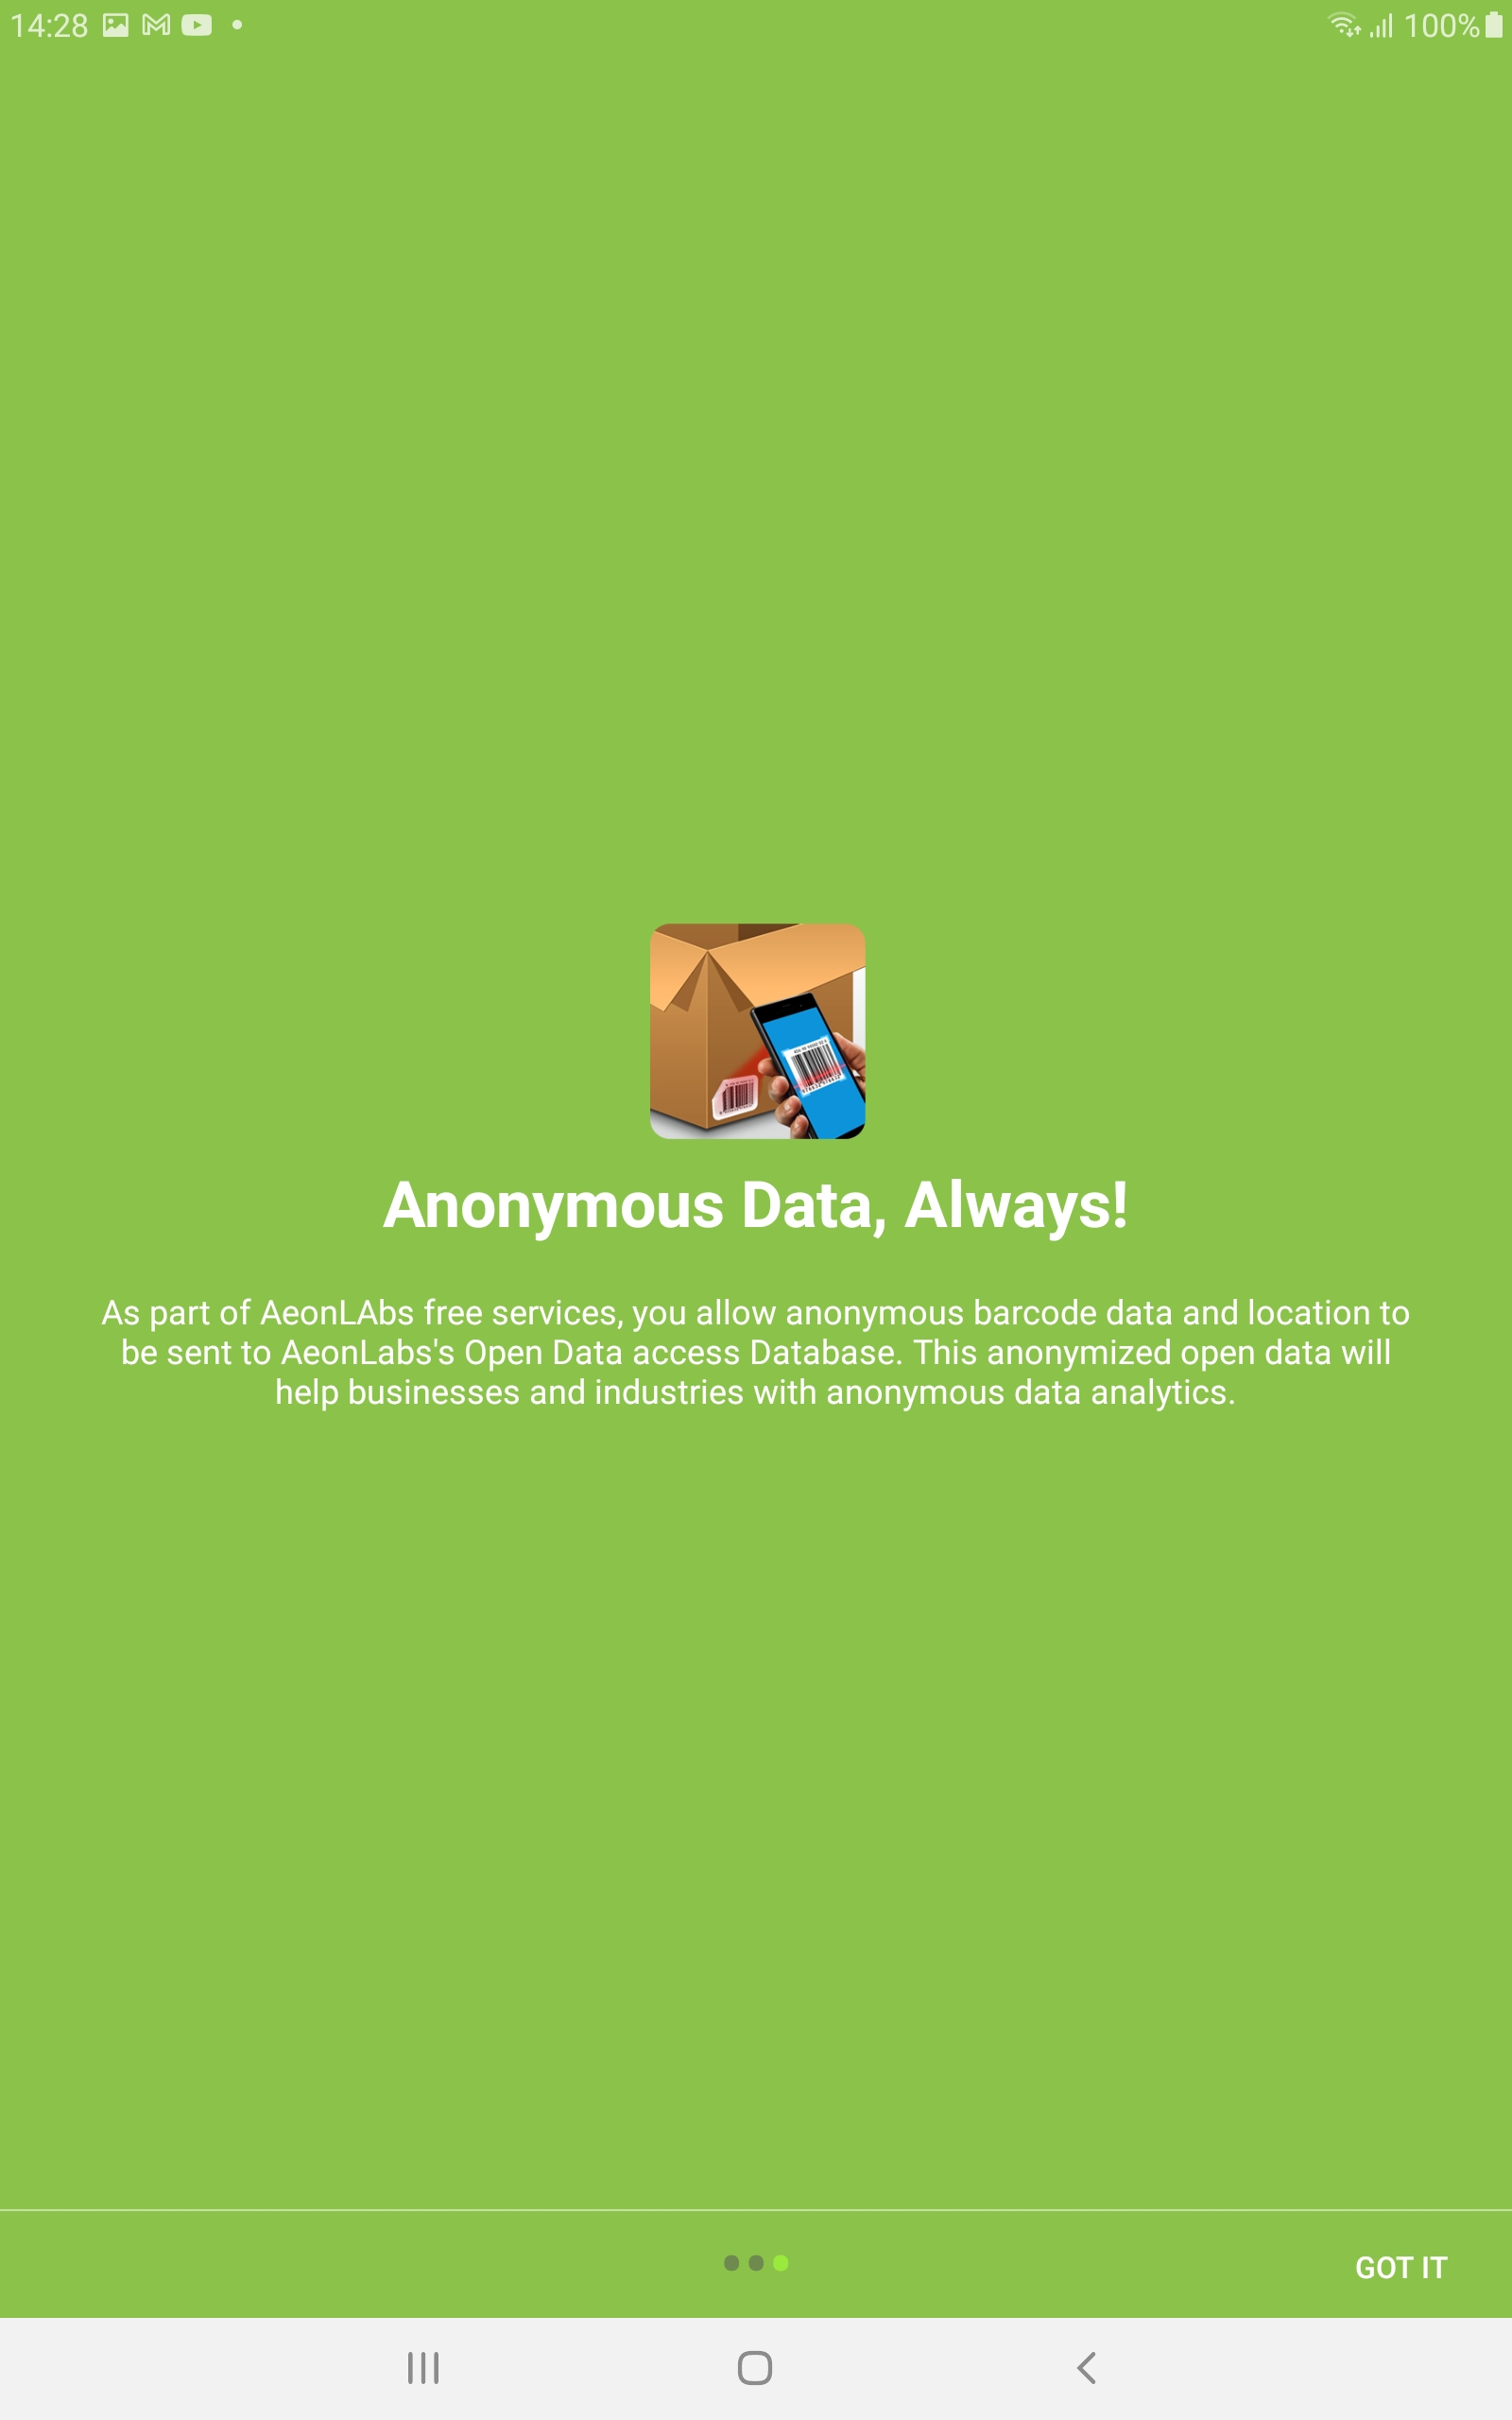 14:28
100%
Anonymous Data, Always!
As part of AeonLAbs free services, you allow anonymous barcode data and location to
be sent to AeonLabs's Open Data access Database. This anonymized open data will
help businesses and industries with anonymous data analytics.
GOT IT